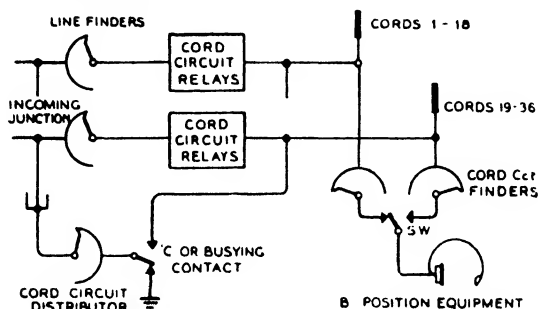 LINE FINDERS
CORD
CIRCUIT
RELAYS
CORDS 1-18
INCOMING
JUNCTION
CORD
CIRCUIT
RELAYS
CORDS 19-36
CORD Cct
FINDERS
SW
'C' OR BUSYING
CONTACT
CORD CIRCUIT
DISTRIBUTOR
B POSITION EQUIPMENT